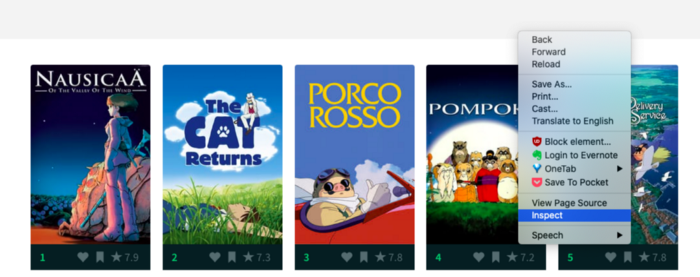 NAUSICAÄ
OF THE VALLEY OF THE WIND
The
CAT
Returns
PORCO
ROSSO
POMPOK
Delivery
Service
Back
Forward
Reload
Save As...
Print...
Cast...
Translate to English
Block element...
Login to Evernote
OneTab
Save To Pocket
View Page Source
Inspect
Speech
1 7.9
2 7.3
3 7.8
4 7.2
5 7.8